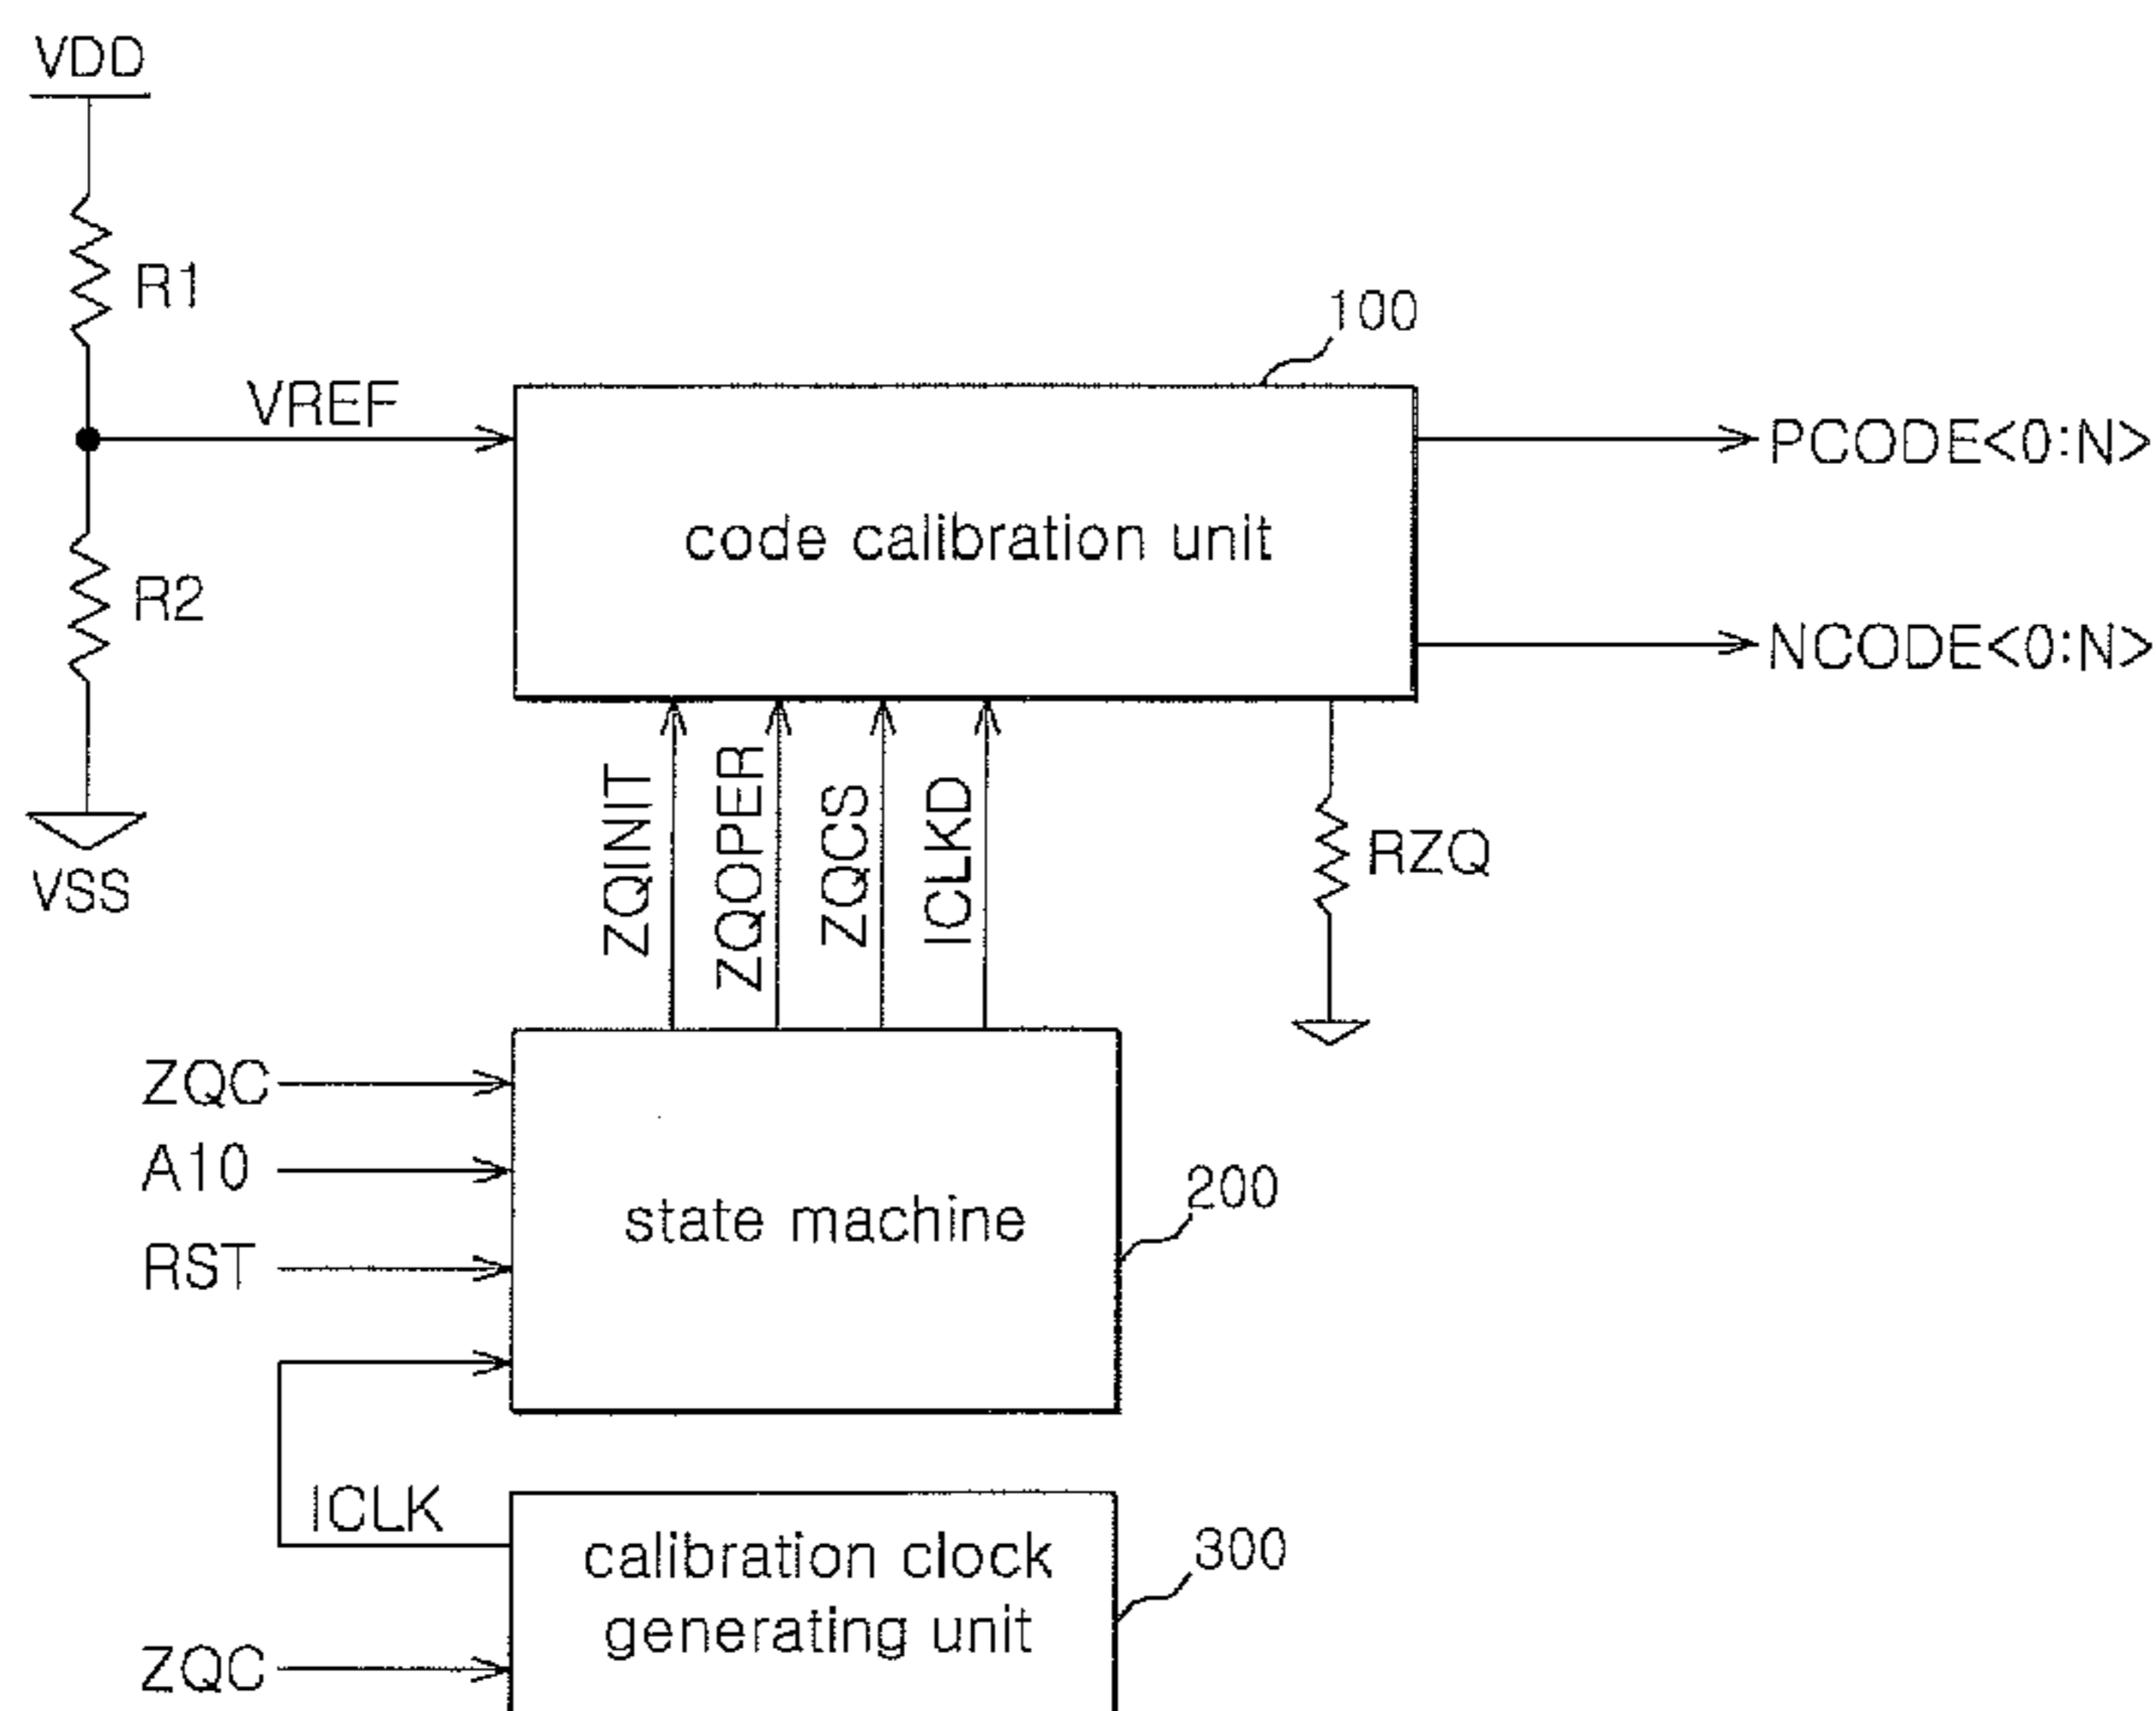 VDD
R1
100
VREF
PCODE<0:N>
code calibration unit
R2
NCODE<0:N>
ZQINIT
ZQOPER
ZQCS
ICLKD
RZQ
VSS
ZQC
A10
200
state machine
RST
ICLK
calibration clock
300
generating unit
ZQC